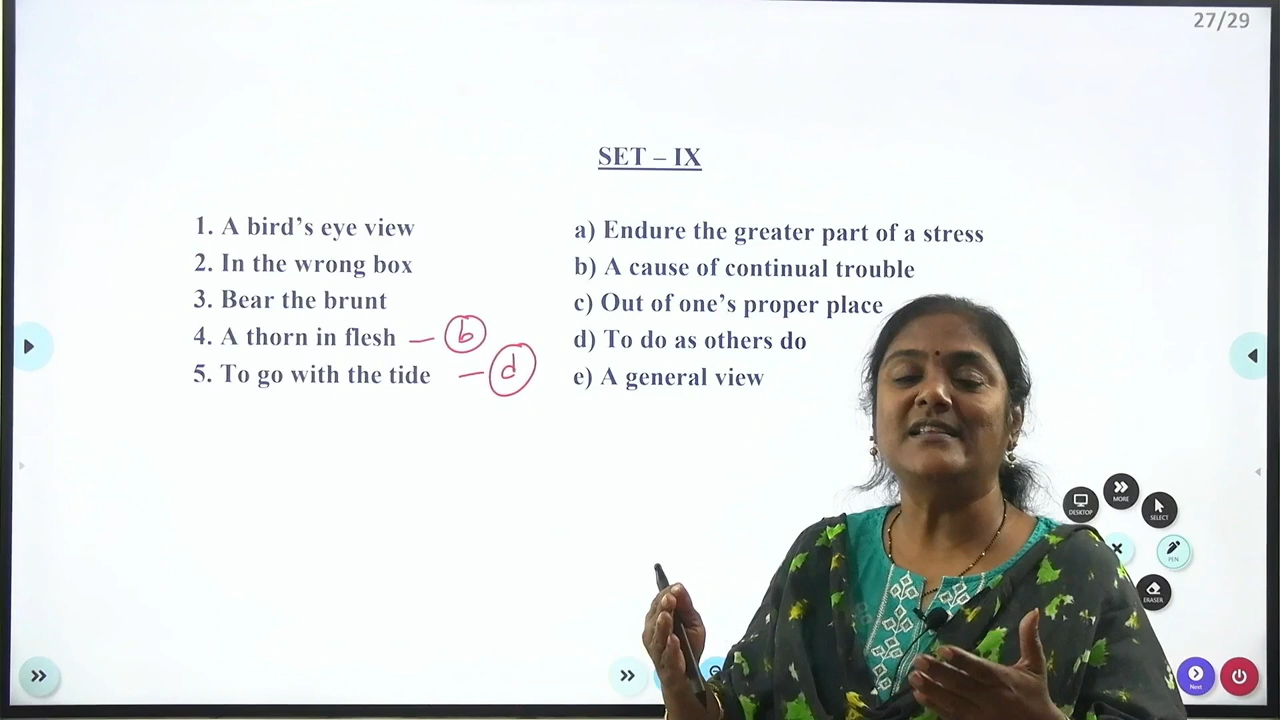 27/29
SET – IX
1. A bird's eye view
2. In the wrong box
3. Bear the brunt
4. A thorn in flesh — b
5. To go with the tide — d
a) Endure the greater part of a stress
b) A cause of continual trouble
c) Out of one's proper place
d) To do as others do
e) A general view
DESKTOP
MORE
SELECT
PEN
ERASER
Next